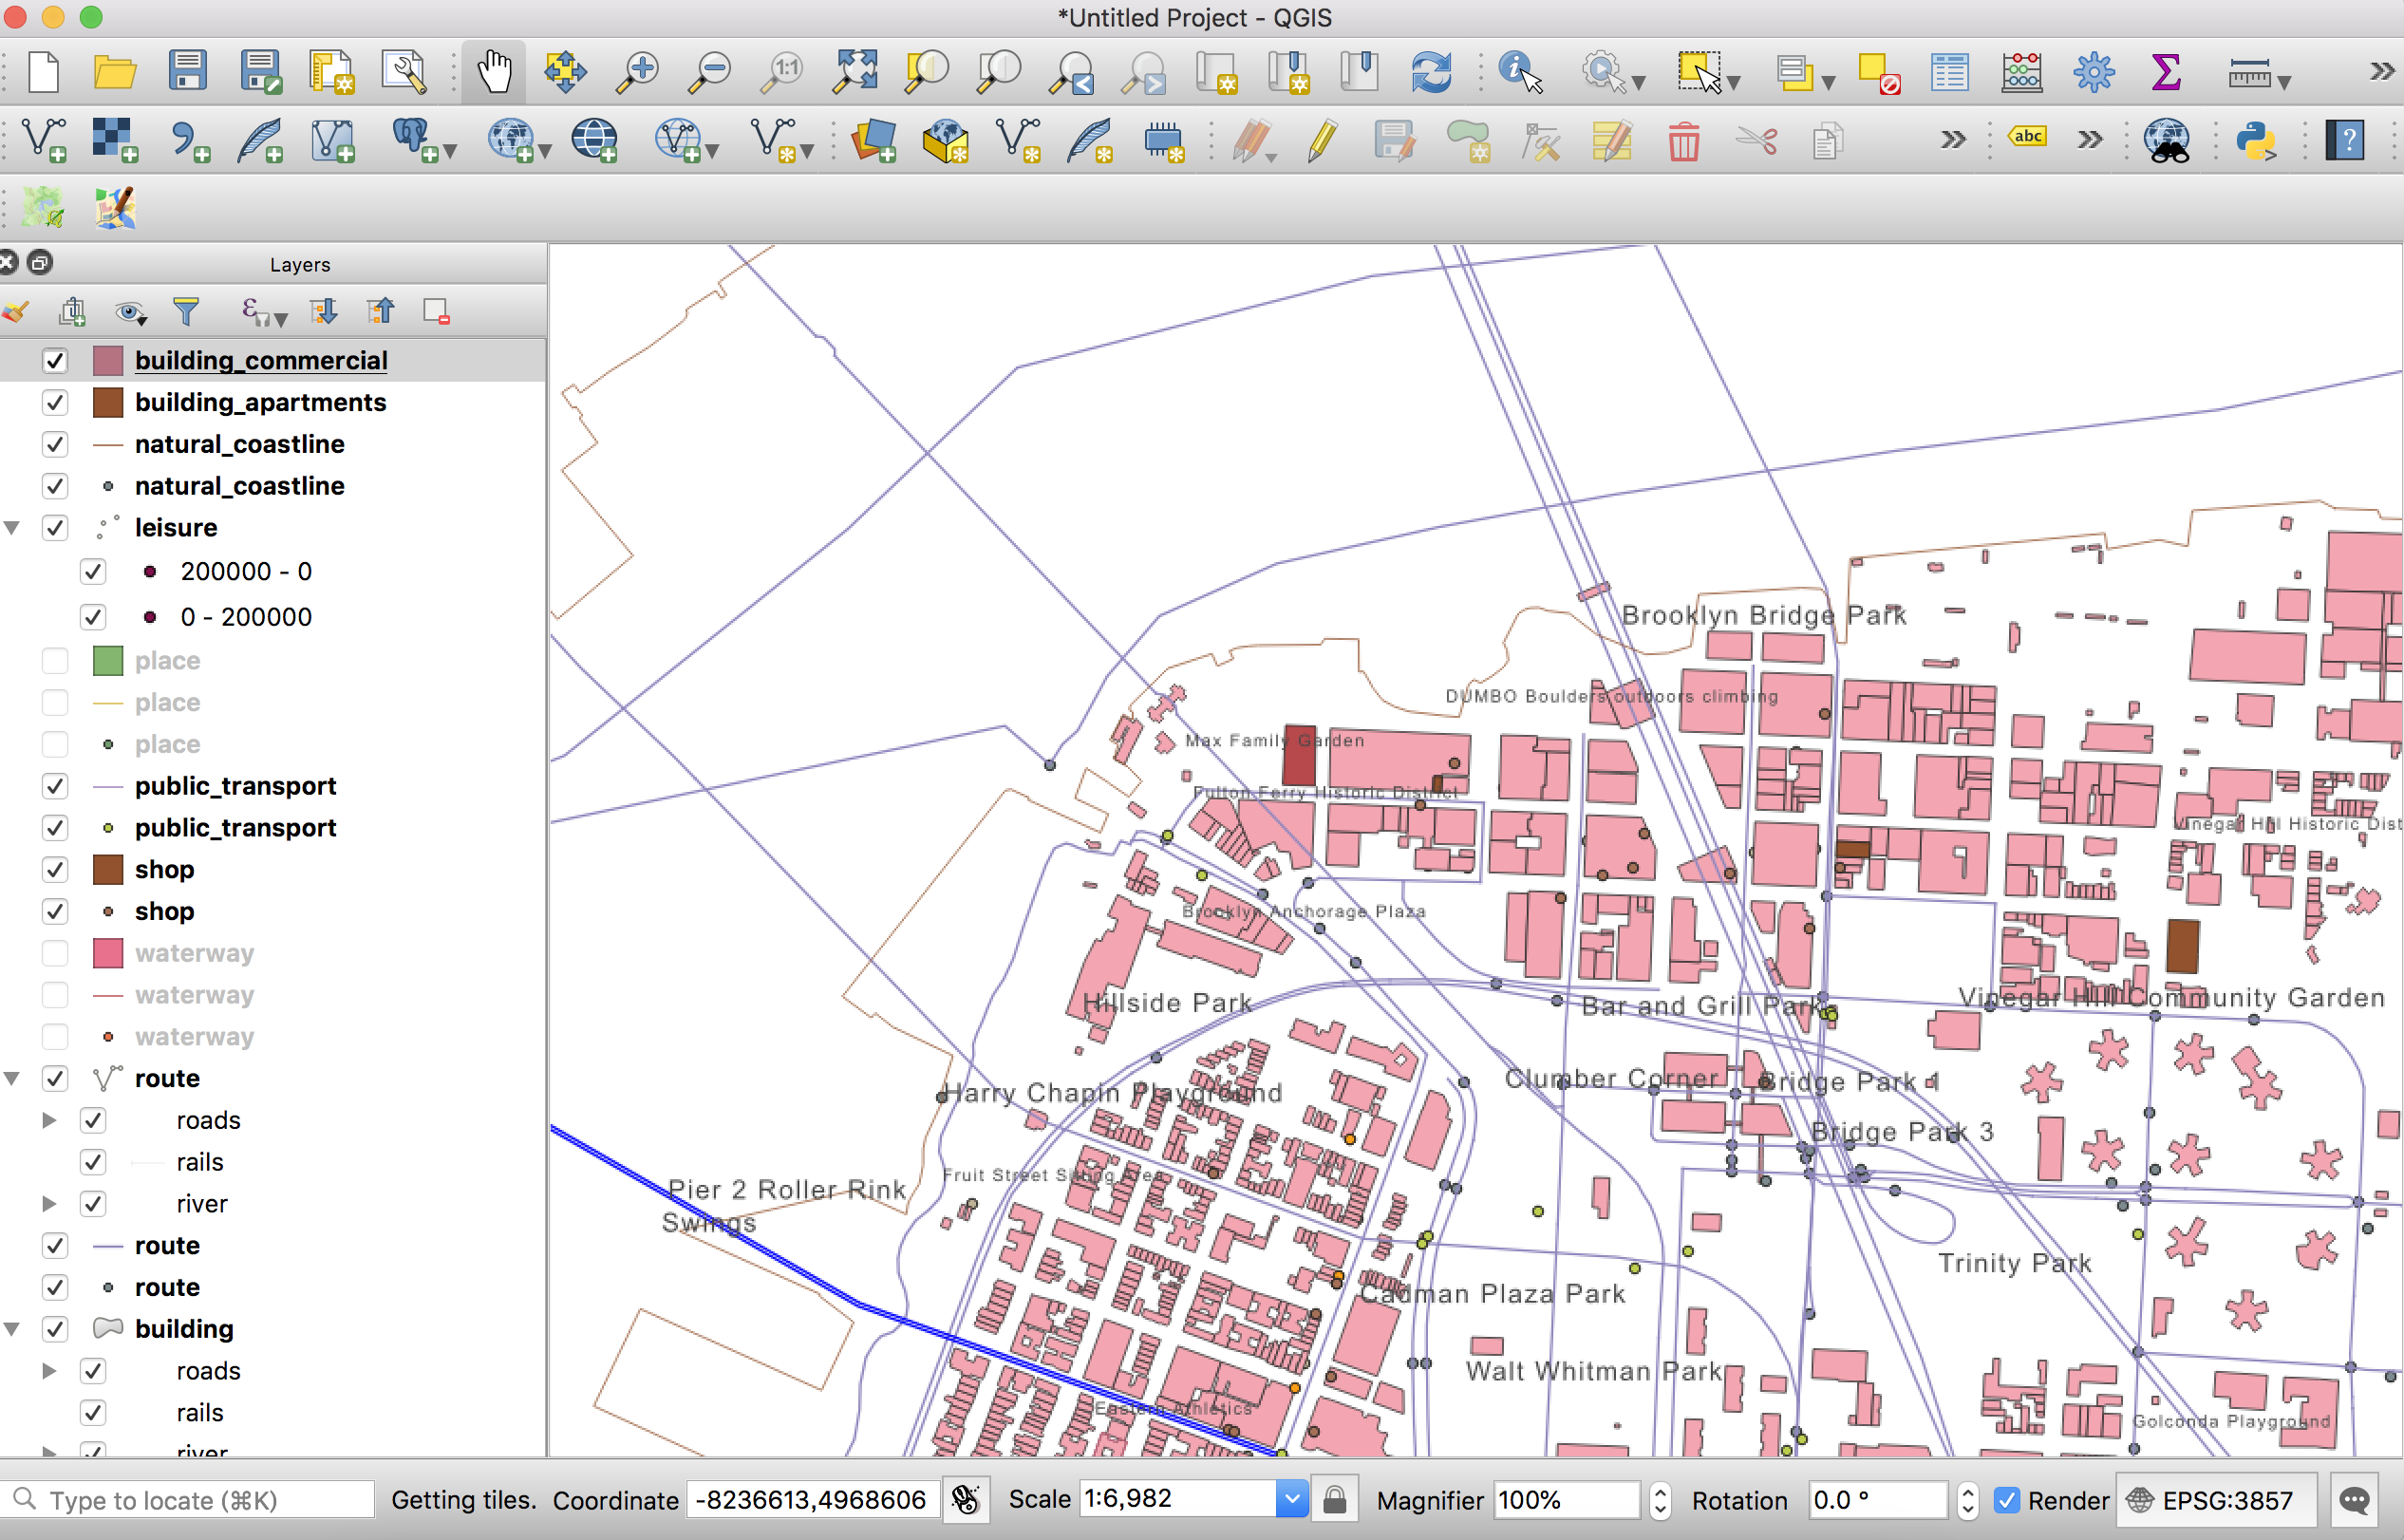 *Untitled Project - QGIS
1:1
abc
?
Layers
building_commercial
building_apartments
natural_coastline
natural_coastline
leisure
200000 - 0
0 - 200000
place
place
place
public_transport
public_transport
shop
shop
waterway
waterway
waterway
route
roads
rails
river
route
route
building
roads
rails
river
Brooklyn Bridge Park
DUMBO Boulders outdoors climbing
Max Family Garden
Fulton Ferry Historic District
Vinegar Hill Historic Dist
Brooklyn Anchorage Plaza
Hillside Park
Bar and Grill Park
Vinegar Hill Community Garden
Harry Chapin Playground
Clumber Corner
Bridge Park 1
Bridge Park 3
Fruit Street Sitting Area
Pier 2 Roller Rink
Swings
Trinity Park
Cadman Plaza Park
Walt Whitman Park
Eastern Athletics
Golconda Playground
Type to locate (⌘K)
Getting tiles.
Coordinate
-8236613,4968606
Scale
1:6,982
Magnifier
100%
Rotation
0.0 °
Render
EPSG:3857